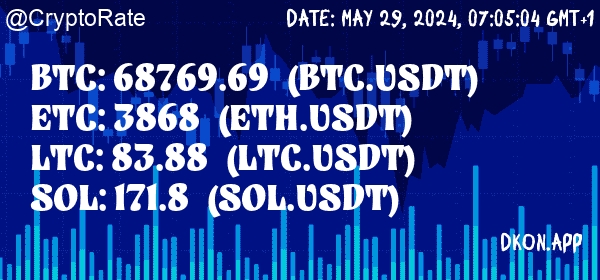 @CryptoRate
DATE: MAY 29, 2024, 07:05:04 GMT+1
BTC: 68769.69 (BTC.USDT)
ETC: 3868 (ETH.USDT)
LTC: 83.88 (LTC.USDT)
SOL: 171.8 (SOL.USDT)
DKON.APP